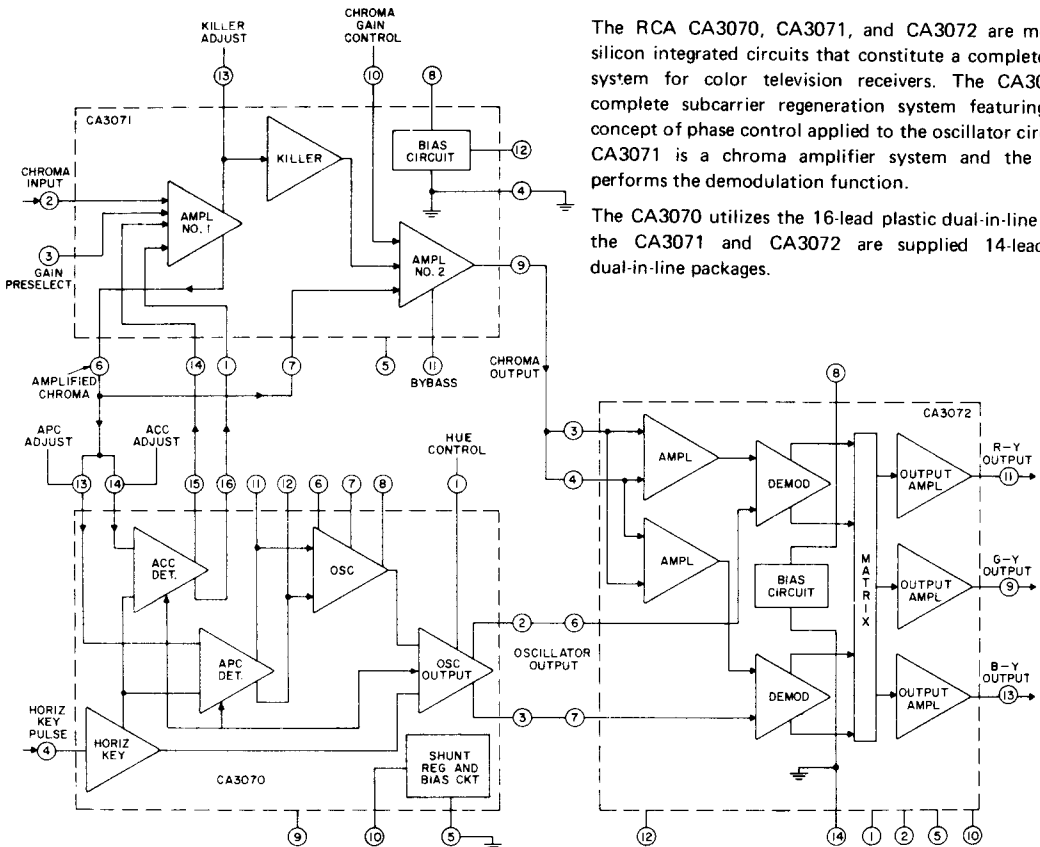 The RCA CA3070, CA3071, and CA3072 are m
silicon integrated circuits that constitute a complete
system for color television receivers. The CA30
complete subcarrier regeneration system featuring
concept of phase control applied to the oscillator cir
CA3071 is a chroma amplifier system and the
performs the demodulation function.
The CA3070 utilizes the 16-lead plastic dual-in-line
the CA3071 and CA3072 are supplied 14-lead
dual-in-line packages.
KILLER
ADJUST
13
CHROMA
GAIN
CONTROL
10
8
CA3071
KILLER
BIAS
CIRCUIT
12
4
CHROMA
INPUT
2
AMPL
NO. 1
3
GAIN
PRESELECT
AMPL
NO. 2
9
6
14
1
7
5
11
BYBASS
AMPLIFIED
CHROMA
CHROMA
OUTPUT
APC
ADJUST
ACC
ADJUST
13
14
15
16
11
12
6
7
8
HUE
CONTROL
1
ACC
DET.
OSC
APC
DET.
OSC
OUTPUT
2
6
OSCILLATOR
OUTPUT
3
7
HORIZ
KEY
PULSE
4
HORIZ
KEY
CA3070
SHUNT
REG AND
BIAS CKT
9
10
5
8
CA3072
3
4
AMPL
AMPL
DEMOD
BIAS
CIRCUIT
DEMOD
MATRIX
OUTPUT
AMPL
R-Y
OUTPUT
11
OUTPUT
AMPL
G-Y
OUTPUT
9
OUTPUT
AMPL
B-Y
OUTPUT
13
12
14
1
2
5
10